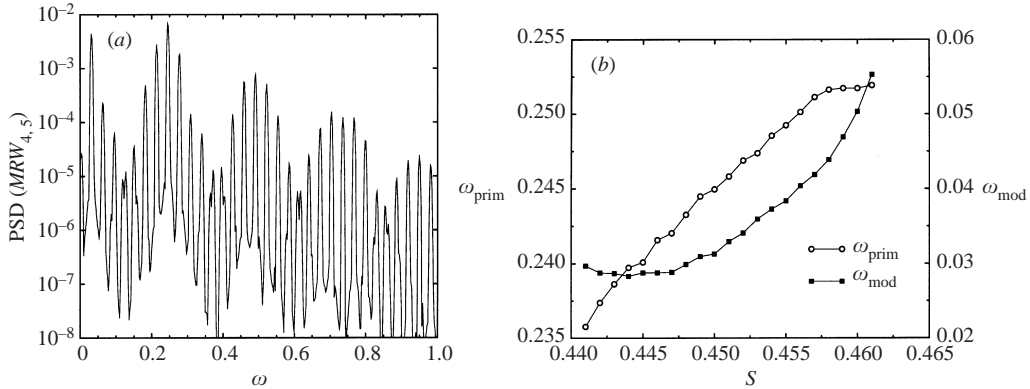 (a)
PSD (MRW4, 5)
10−2
10−3
10−4
10−5
10−6
10−7
10−8
0 0.2 0.4 0.6 0.8 1.0
ω
(b)
ωprim
0.255
0.250
0.245
0.240
0.235
0.06
0.05
0.04
0.03
0.02
ωmod
ωprim
ωmod
0.440 0.445 0.450 0.455 0.460 0.465
S